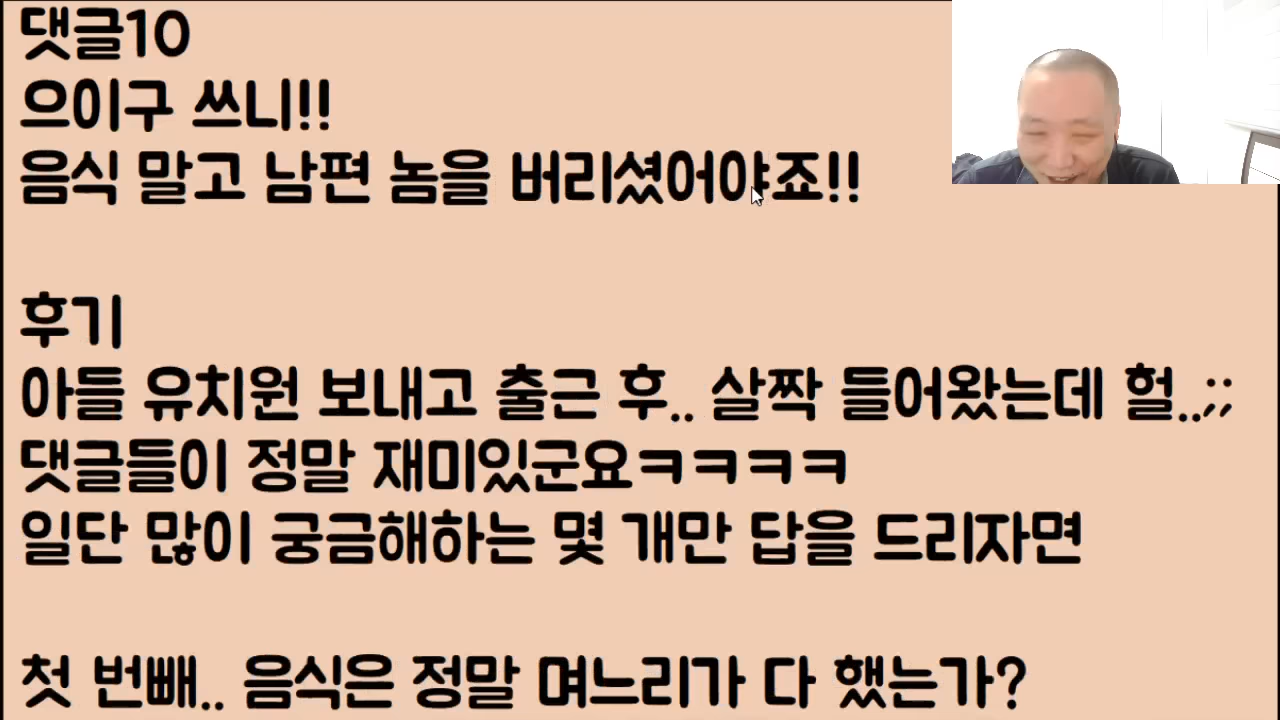 댓글10
으이구 쓰니!!
음식 말고 남편 놈을 버리셨어야죠!!
후기
아들 유치원 보내고 출근 후.. 살짝 들어왔는데 헐..;;
댓글들이 정말 재미있군요ㅋㅋㅋㅋ
일단 많이 궁금해하는 몇 개만 답을 드리자면
첫 번빼.. 음식은 정말 며느리가 다 했는가?